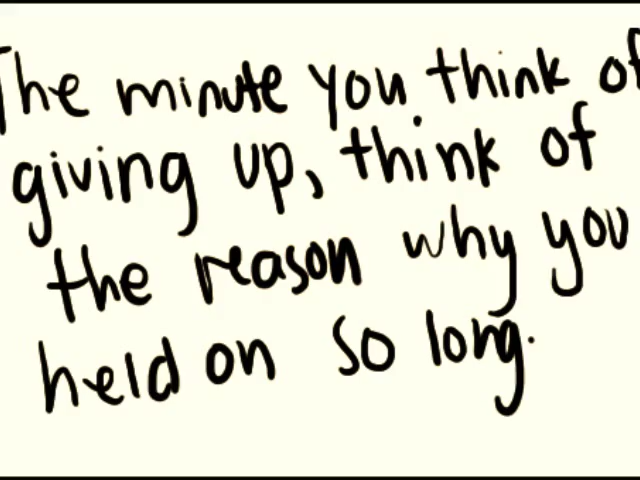 The minute you think of
giving up, think of
the reason why you
held on so long.